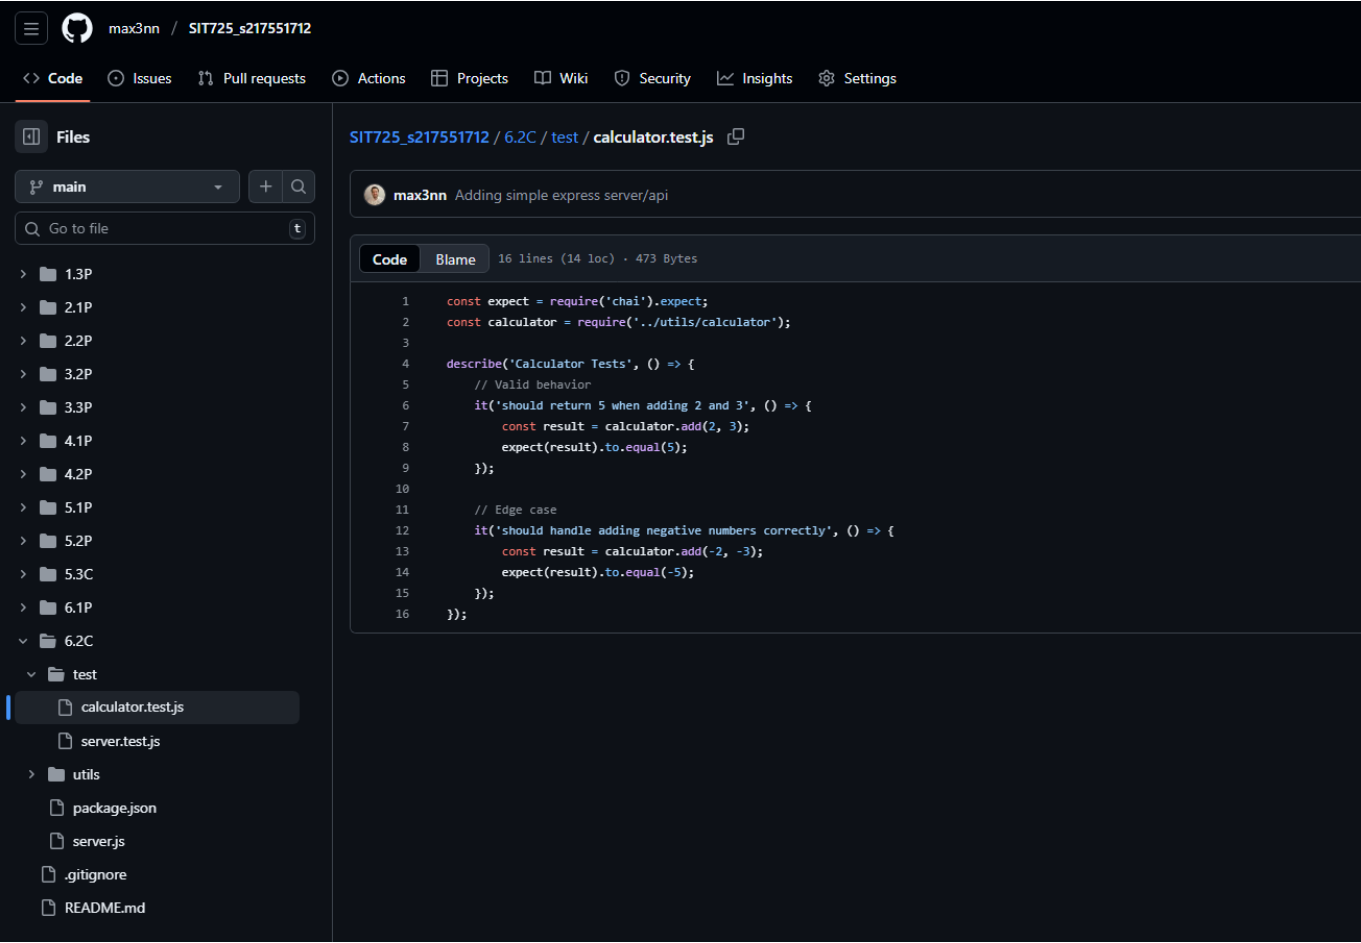 max3nn / SIT725_s217551712
Code Issues Pull requests Actions Projects Wiki Security Insights Settings
Files
main
Go to file t
1.3P
2.1P
2.2P
3.2P
3.3P
4.1P
4.2P
5.1P
5.2P
5.3C
6.1P
6.2C
test
calculator.test.js
server.test.js
utils
package.json
server.js
.gitignore
README.md
SIT725_s217551712 / 6.2C / test / calculator.test.js
max3nn Adding simple express server/api
Code Blame 16 lines (14 loc) · 473 Bytes
1 const expect = require('chai').expect;
2 const calculator = require('../utils/calculator');
3
4 describe('Calculator Tests', () => {
5 // Valid behavior
6 it('should return 5 when adding 2 and 3', () => {
7 const result = calculator.add(2, 3);
8 expect(result).to.equal(5);
9 });
10
11 // Edge case
12 it('should handle adding negative numbers correctly', () => {
13 const result = calculator.add(-2, -3);
14 expect(result).to.equal(-5);
15 });
16 });